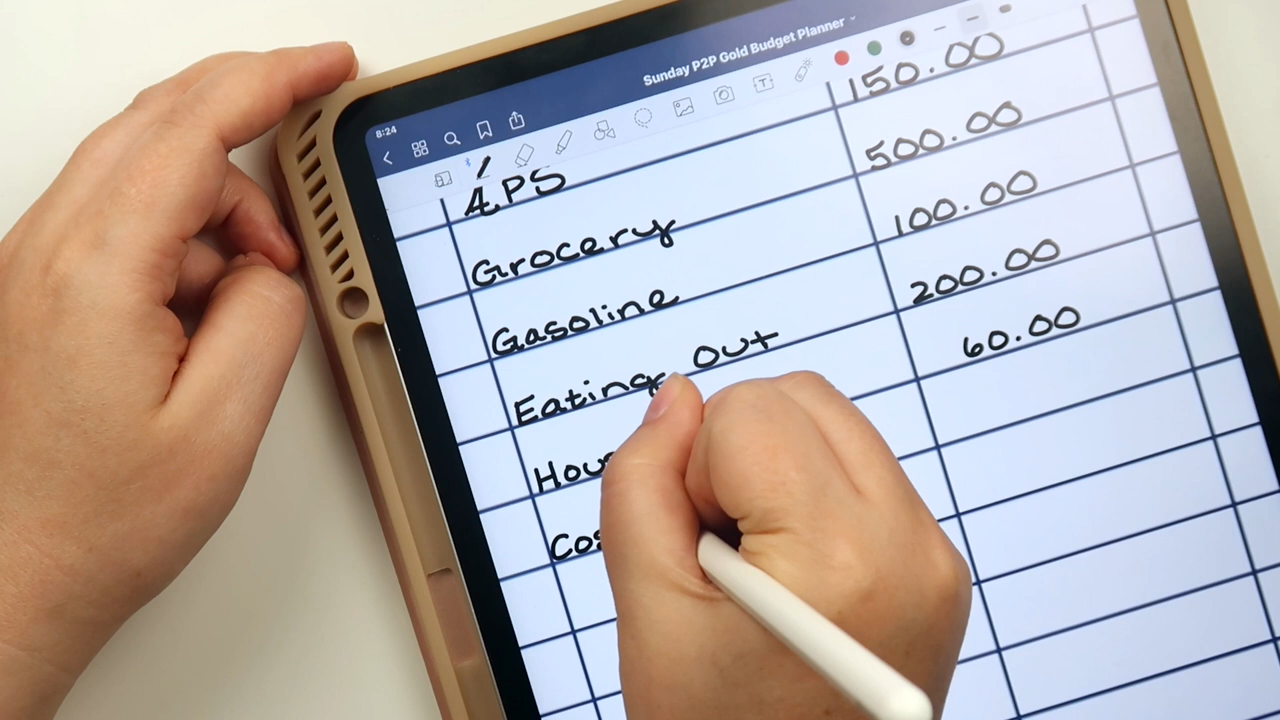 8:24
Sunday P2P Gold Budget Planner
APS 150.00
Grocery 500.00
Gasoline 100.00
Eating Out 200.00
60.00